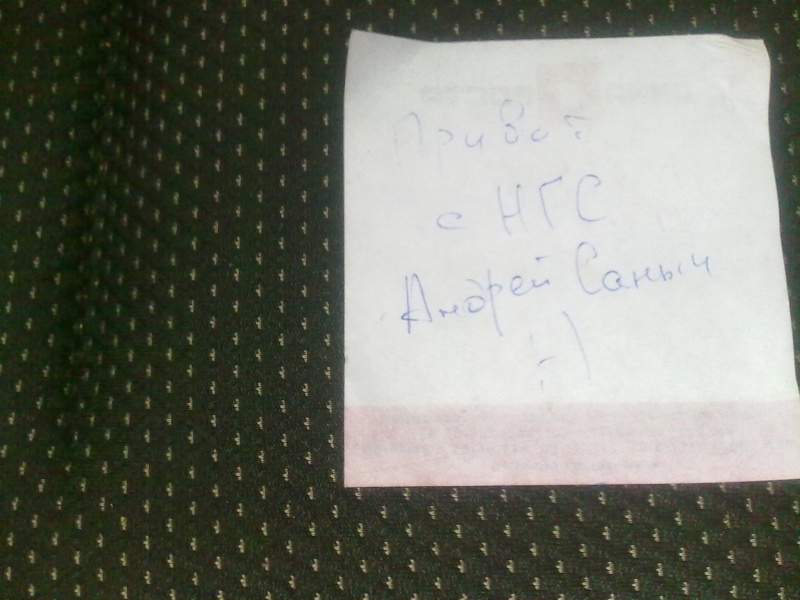 Привет
с НГС
Андрей Саныч
:-)